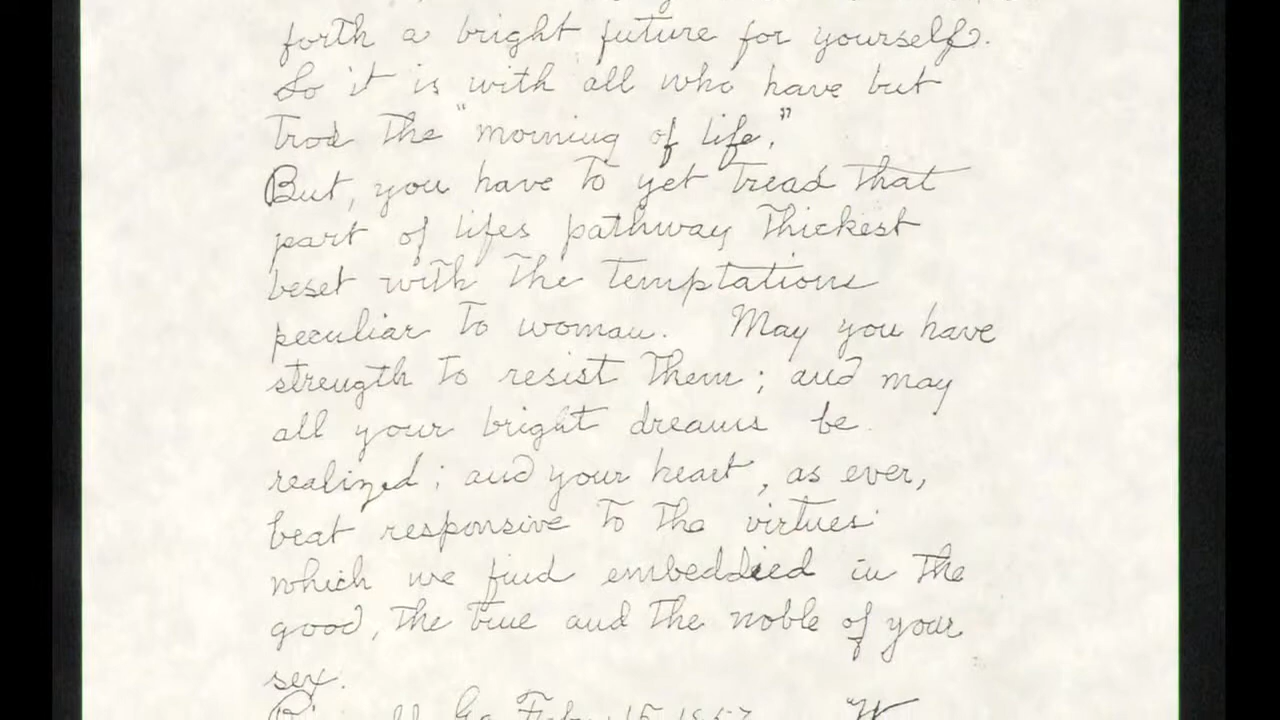 forth a bright future for yourself.
So it is with all who have but
trod the "morning of life."
But, you have to yet tread that
part of lifes pathway thickest
beset with the temptations
peculiar to woman. May you have
strength to resist them; and may
all your bright dreams be
realized; and your heart, as ever,
beat responsive to the virtues
which we find embeddied in the
good, the true and the noble of your
sex.
Ga Feb. 15 1857 "W